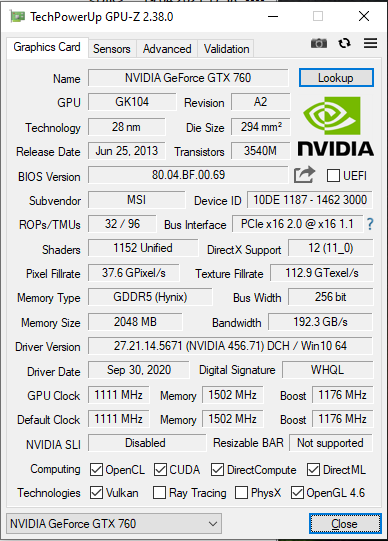 TechPowerUp GPU-Z 2.38.0
Graphics Card Sensors Advanced Validation
Name NVIDIA GeForce GTX 760 Lookup
GPU GK104 Revision A2
Technology 28 nm Die Size 294 mm²
Release Date Jun 25, 2013 Transistors 3540M
NVIDIA
BIOS Version 80.04.BF.00.69 UEFI
Subvendor MSI Device ID 10DE 1187 - 1462 3000
ROPs/TMUs 32 / 96 Bus Interface PCIe x16 2.0 @ x16 1.1 ?
Shaders 1152 Unified DirectX Support 12 (11_0)
Pixel Fillrate 37.6 GPixel/s Texture Fillrate 112.9 GTexel/s
Memory Type GDDR5 (Hynix) Bus Width 256 bit
Memory Size 2048 MB Bandwidth 192.3 GB/s
Driver Version 27.21.14.5671 (NVIDIA 456.71) DCH / Win10 64
Driver Date Sep 30, 2020 Digital Signature WHQL
GPU Clock 1111 MHz Memory 1502 MHz Boost 1176 MHz
Default Clock 1111 MHz Memory 1502 MHz Boost 1176 MHz
NVIDIA SLI Disabled Resizable BAR Not supported
Computing OpenCL CUDA DirectCompute DirectML
Technologies Vulkan Ray Tracing PhysX OpenGL 4.6
NVIDIA GeForce GTX 760 Close